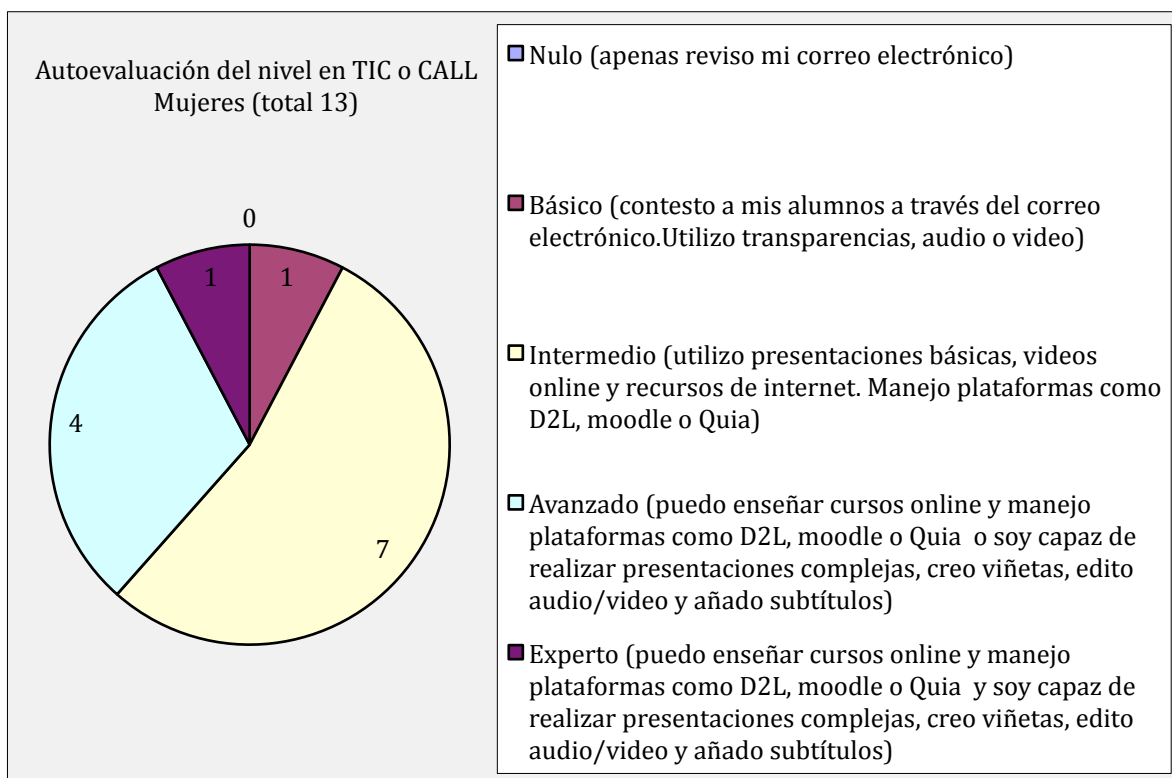 Autoevaluación del nivel en TIC o CALL
Mujeres (total 13)
0
1
1
4
7
Nulo (apenas reviso mi correo electrónico)
Básico (contesto a mis alumnos a través del correo
electrónico.Utilizo transparencias, audio o video)
Intermedio (utilizo presentaciones básicas, videos
online y recursos de internet. Manejo plataformas como
D2L, moodle o Quia)
Avanzado (puedo enseñar cursos online y manejo
plataformas como D2L, moodle o Quia  o soy capaz de
realizar presentaciones complejas, creo viñetas, edito
audio/video y añado subtítulos)
Experto (puedo enseñar cursos online y manejo
plataformas como D2L, moodle o Quia  y soy capaz de
realizar presentaciones complejas, creo viñetas, edito
audio/video y añado subtítulos)